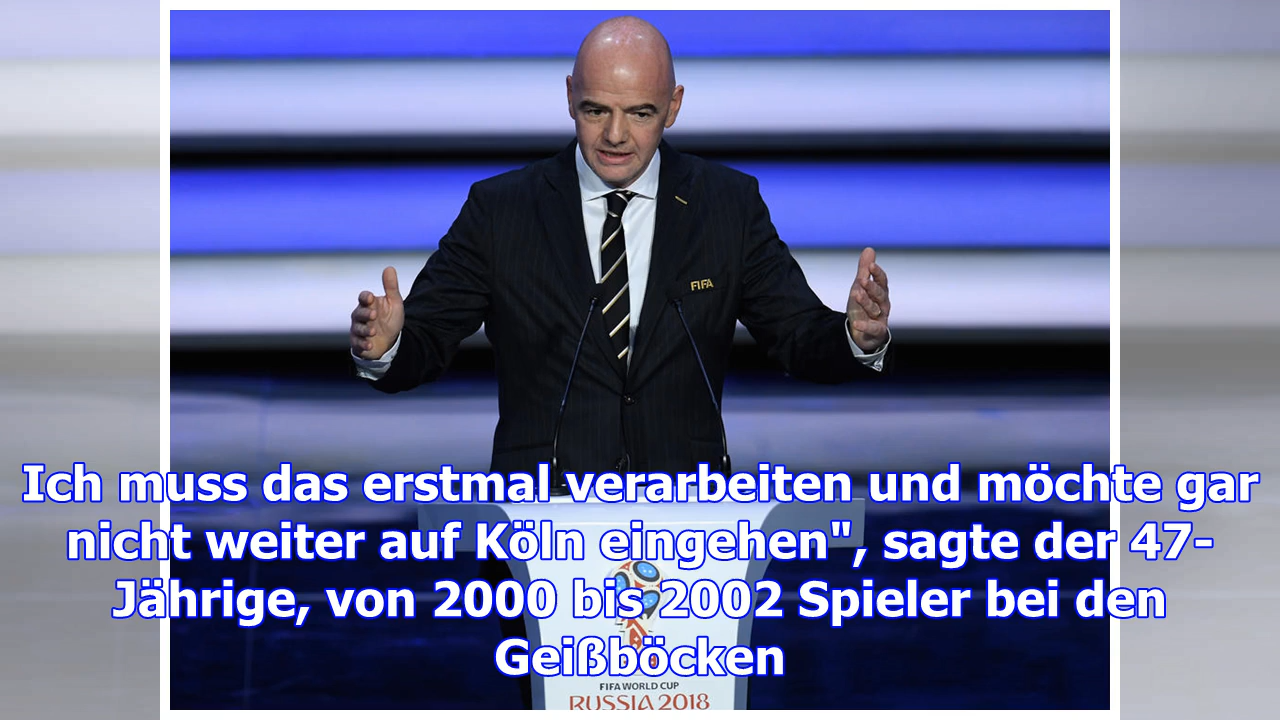 FIFA
Ich muss das erstmal verarbeiten und möchte gar
nicht weiter auf Köln eingehen", sagte der 47-
Jährige, von 2000 bis 2002 Spieler bei den
Geißböcken
FIFA WORLD CUP
RUSSIA 2018